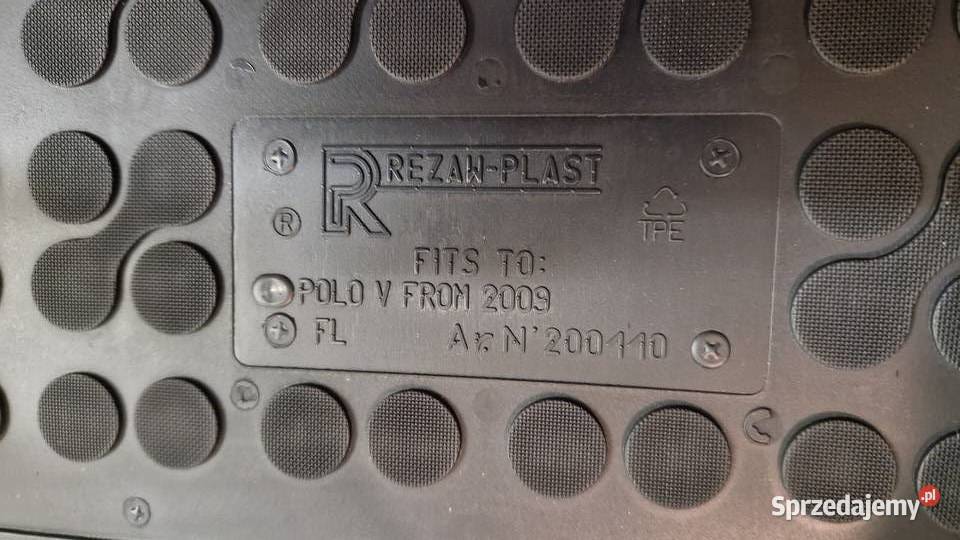 REZAW-PLAST
R
TPE
FITS TO:
POLO V FROM 2009
FL Ar N° 200110
Sprzedajemy.pl